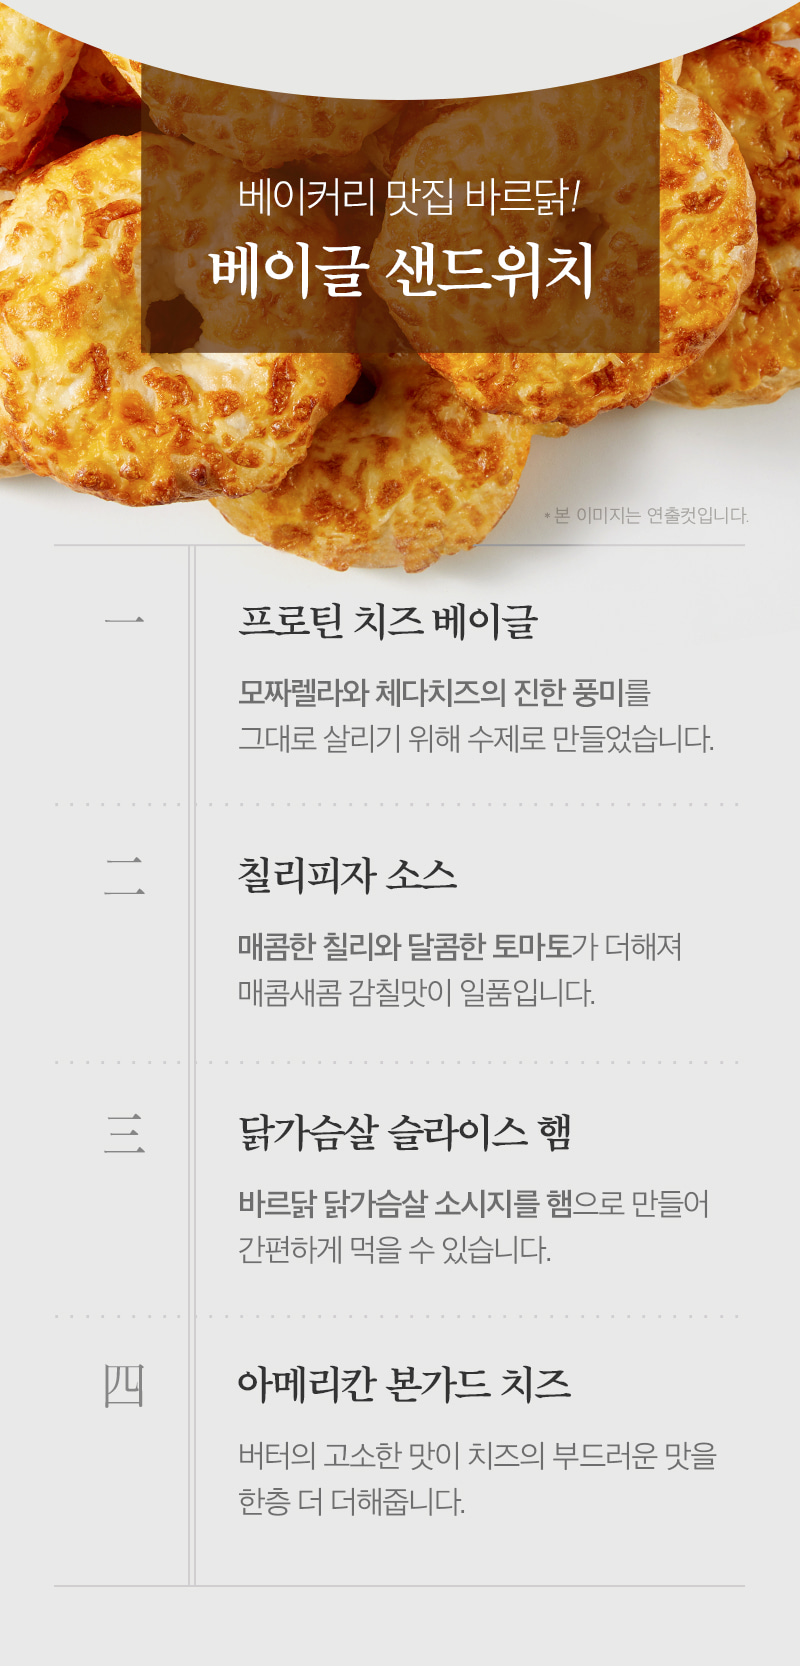 베이커리 맛집 바르닭!
베이글 샌드위치
* 본 이미지는 연출컷입니다.
一
프로틴 치즈 베이글
모짜렐라와 체다치즈의 진한 풍미를
그대로 살리기 위해 수제로 만들었습니다.
二
칠리피자 소스
매콤한 칠리와 달콤한 토마토가 더해져
매콤새콤 감칠맛이 일품입니다.
三
닭가슴살 슬라이스 햄
바르닭 닭가슴살 소시지를 햄으로 만들어
간편하게 먹을 수 있습니다.
四
아메리칸 본가드 치즈
버터의 고소한 맛이 치즈의 부드러운 맛을
한층 더 더해줍니다.